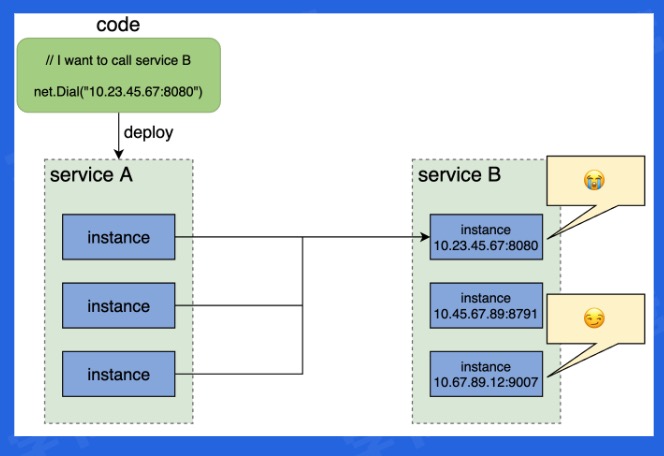 code
// I want to call service B
net.Dial("10.23.45.67:8080")
deploy
service A
instance
instance
instance
service B
instance
10.23.45.67:8080
instance
10.45.67.89:8791
instance
10.67.89.12:9007